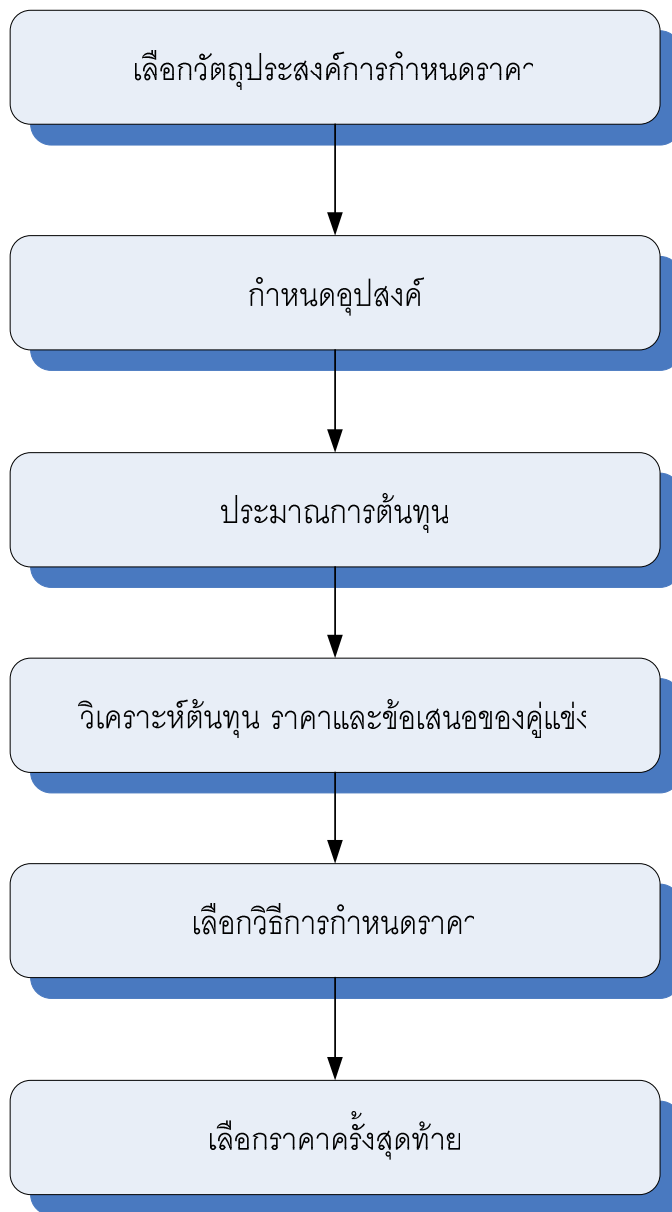 เลือกวัตถุประสงค์การกำหนดราคา
กำหนดอุปสงค์
ประมาณการต้นทุน
วิเคราะห์ต้นทุน ราคาและข้อเสนอของคู่แข่ง
เลือกวิธีการกำหนดราคา
เลือกราคาครั้งสุดท้าย